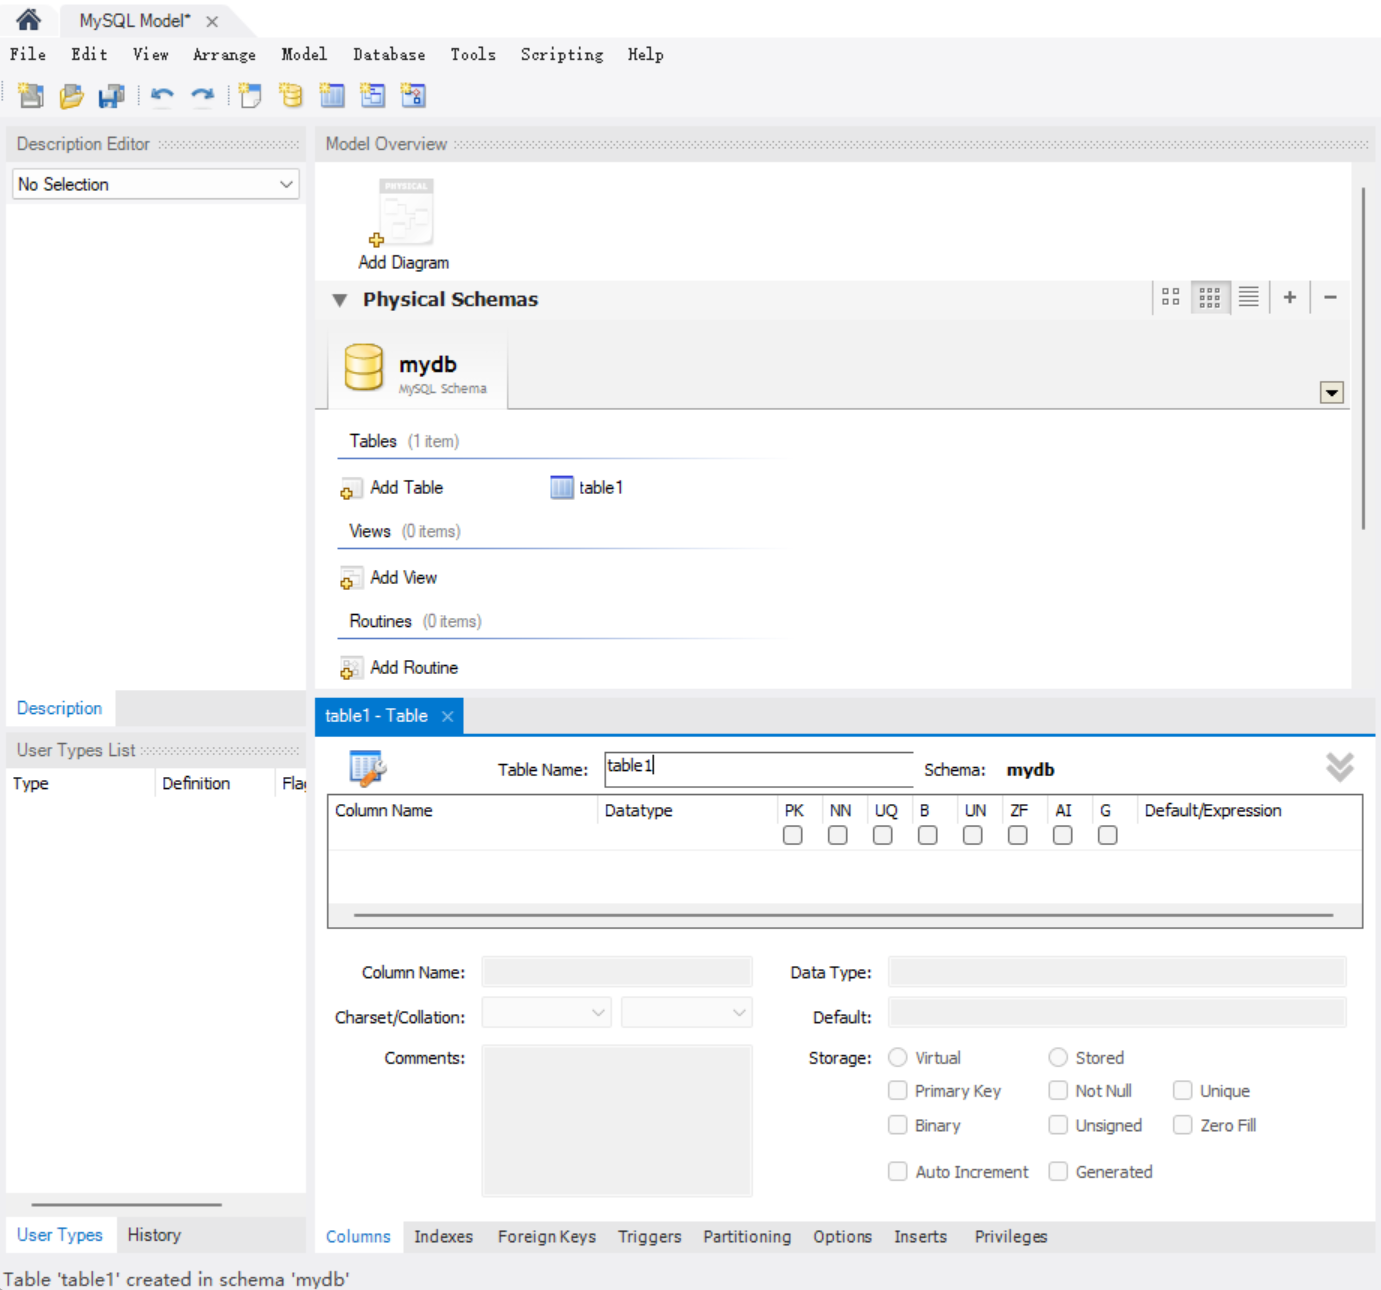 MySQL Model*
File Edit View Arrange Model Database Tools Scripting Help
Description Editor
No Selection
Description
User Types List
Type Definition Flag
User Types History
Model Overview
PHYSICAL
Add Diagram
Physical Schemas
mydb
MySQL Schema
Tables (1 item)
Add Table table1
Views (0 items)
Add View
Routines (0 items)
Add Routine
table1 - Table
Table Name: table1 Schema: mydb
Column Name Datatype PK NN UQ B UN ZF AI G Default/Expression
Column Name: Data Type:
Charset/Collation: Default:
Comments: Storage: Virtual Stored
Primary Key Not Null Unique
Binary Unsigned Zero Fill
Auto Increment Generated
Columns Indexes Foreign Keys Triggers Partitioning Options Inserts Privileges
Table 'table1' created in schema 'mydb'